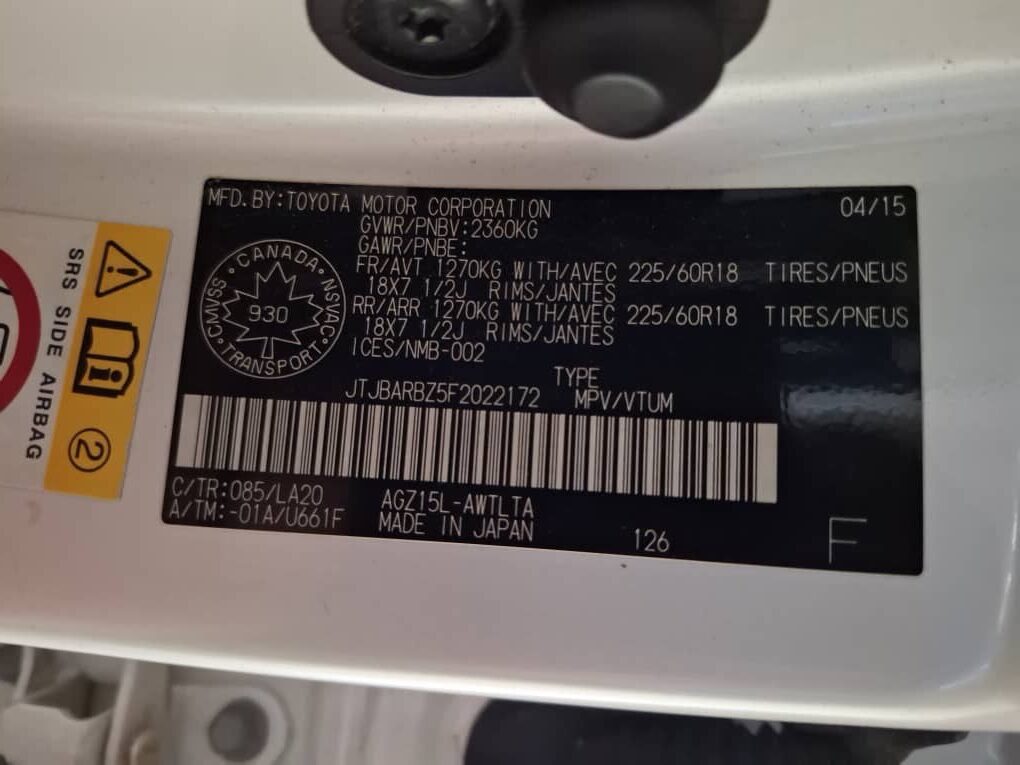 MFD. BY:TOYOTA MOTOR CORPORATION 04/15
GVWR/PNBV:2360KG
GAWR/PNBE:
FR/AVT 1270KG WITH/AVEC 225/60R18 TIRES/PNEUS
18X7 1/2J RIMS/JANTES
RR/ARR 1270KG WITH/AVEC 225/60R18 TIRES/PNEUS
18X7 1/2J RIMS/JANTES
ICES/NMB-002
CANADA
CMVSS
930
NSVAC
TRANSPORT
TYPE
JTJBARBZ5F2022172 MPV/VTUM
C/TR:085/LA20 AGZ15L-AWTLTA
A/TM:-01A/U661F MADE IN JAPAN 126
F
SRS SIDE AIRBAG
2